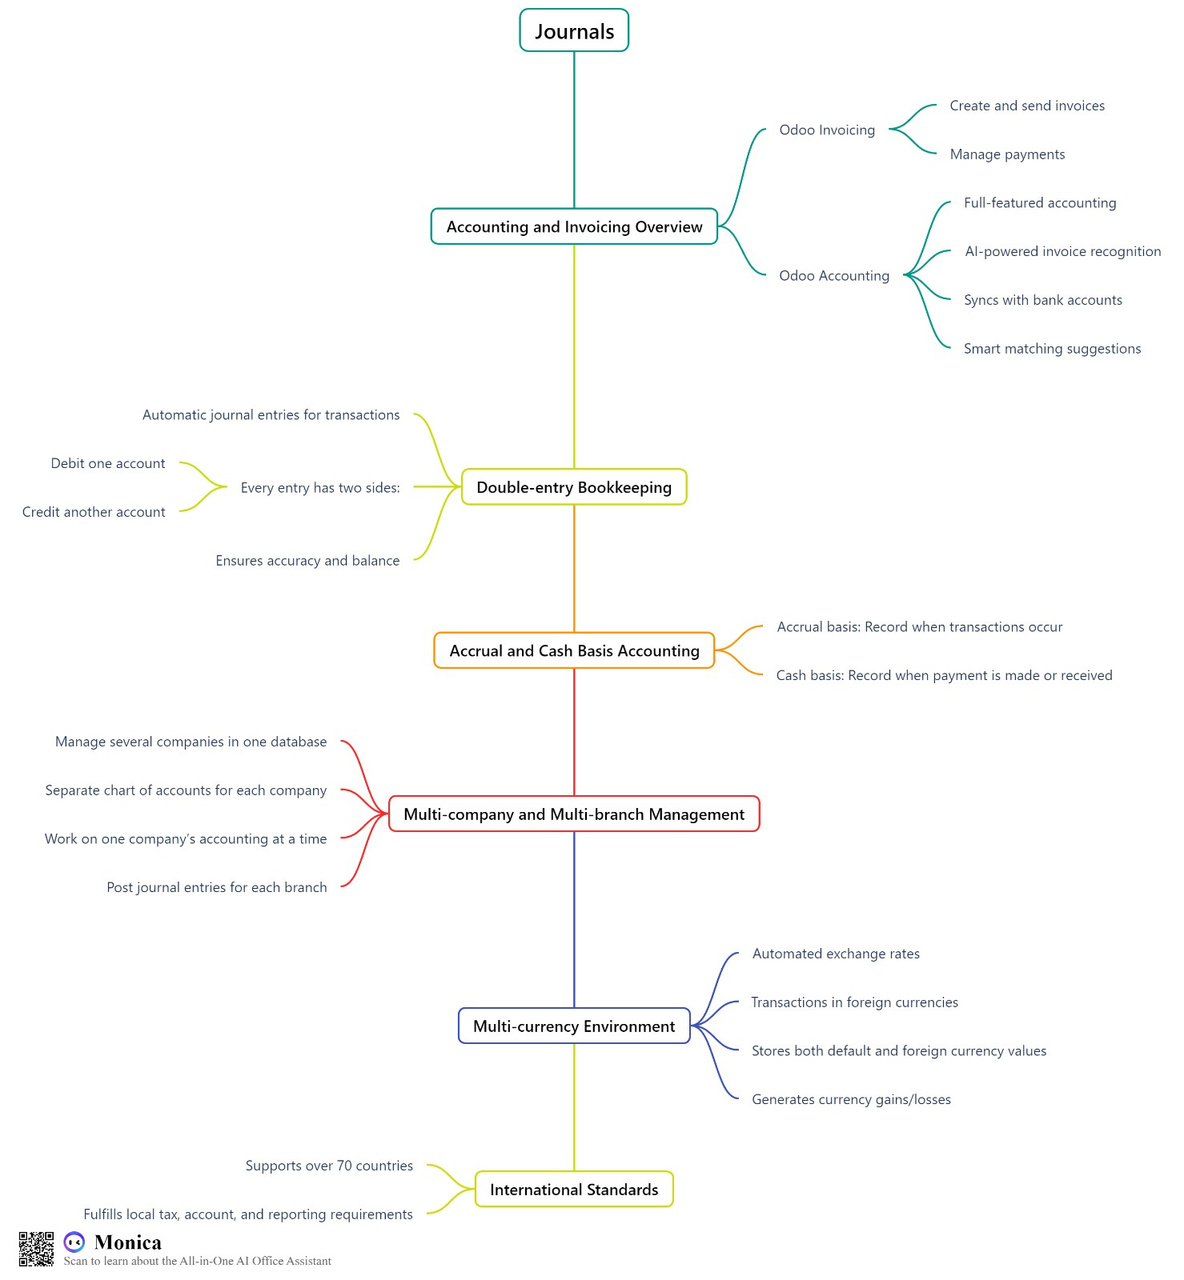 Journals
Accounting and Invoicing Overview
Odoo Invoicing
Create and send invoices
Manage payments
Odoo Accounting
Full-featured accounting
AI-powered invoice recognition
Syncs with bank accounts
Smart matching suggestions
Double-entry Bookkeeping
Automatic journal entries for transactions
Every entry has two sides:
Debit one account
Credit another account
Ensures accuracy and balance
Accrual and Cash Basis Accounting
Accrual basis: Record when transactions occur
Cash basis: Record when payment is made or received
Multi-company and Multi-branch Management
Manage several companies in one database
Separate chart of accounts for each company
Work on one company's accounting at a time
Post journal entries for each branch
Multi-currency Environment
Automated exchange rates
Transactions in foreign currencies
Stores both default and foreign currency values
Generates currency gains/losses
International Standards
Supports over 70 countries
Fulfills local tax, account, and reporting requirements
Monica
Scan to learn about the All-in-One AI Office Assistant